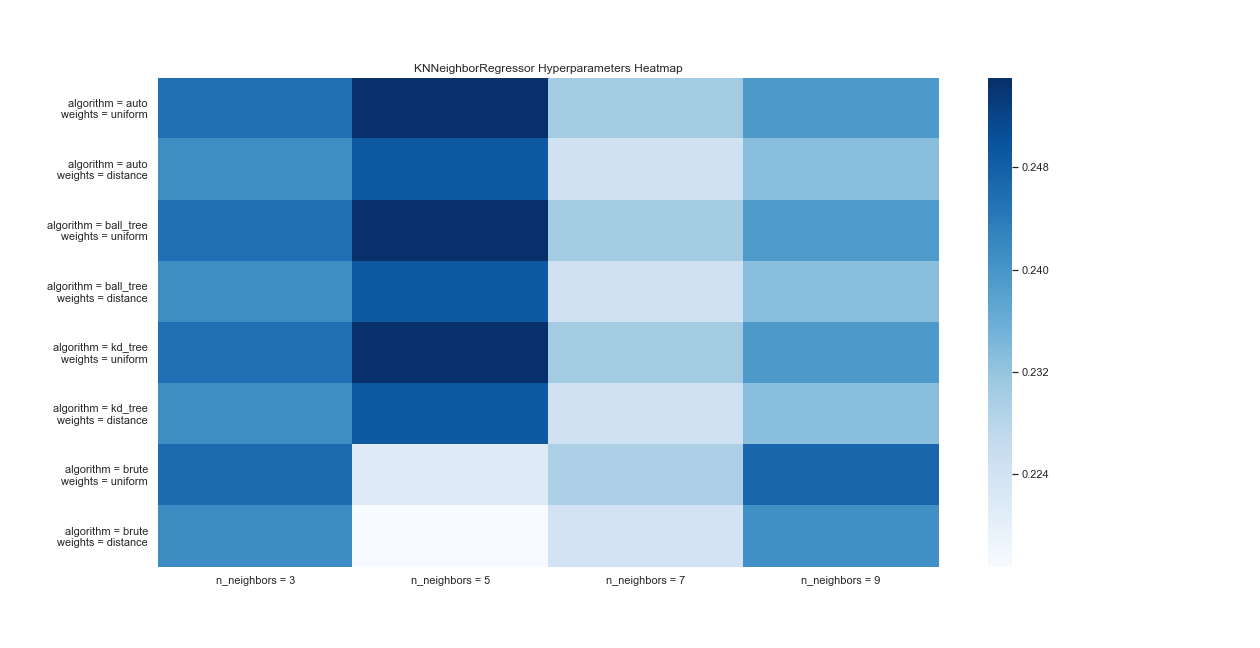 KNNeighborRegressor Hyperparameters Heatmap
algorithm = auto
weights = uniform
algorithm = auto
weights = distance
algorithm = ball_tree
weights = uniform
algorithm = ball_tree
weights = distance
algorithm = kd_tree
weights = uniform
algorithm = kd_tree
weights = distance
algorithm = brute
weights = uniform
algorithm = brute
weights = distance
n_neighbors = 3
n_neighbors = 5
n_neighbors = 7
n_neighbors = 9
0.248
0.240
0.232
0.224